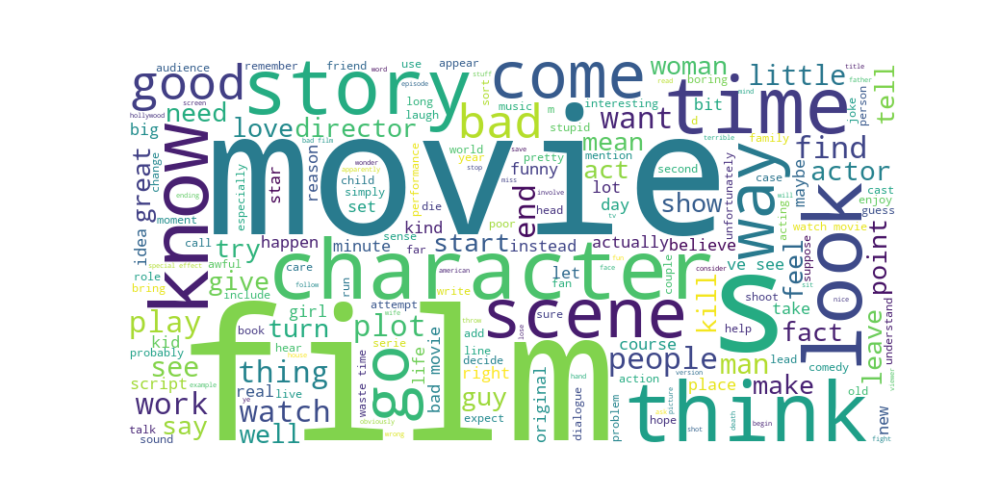 audience remember friend word use appear
stuff woman title
good story come little father
episode sort read boring mind tell
screen long music m interesting bit time joke person
hollywood need laugh bad d
big love director stupid want terrible family
bad film mean find
change save
know movie way
great especially star reason wonder performance world pretty mention second unfortunately case maybe actor
apparently year funny act
child stop miss lot cast
simply involve enjoy
set die head day show acting will guess
moment poor end watch movie
idea call try happen kind sense start instead actually believe feel suppose look point
minute far
awful care character let couple consider ve see
role special effect american fun
bring give run fan face s sit
include follow write scene kill shoot take nice understand
girl attempt sure
play film turn book plot wife throw add course help fact leave
kid serie lose
probably hear line people man lead comedy
see house go life decide version
thing right action place make old
script real live bad movie guy original hand viewer
example waste time problem picture
work watch expect dialogue hope think new
say ye obviously death
talk well wrong shot begin
sound fight
ending
tv